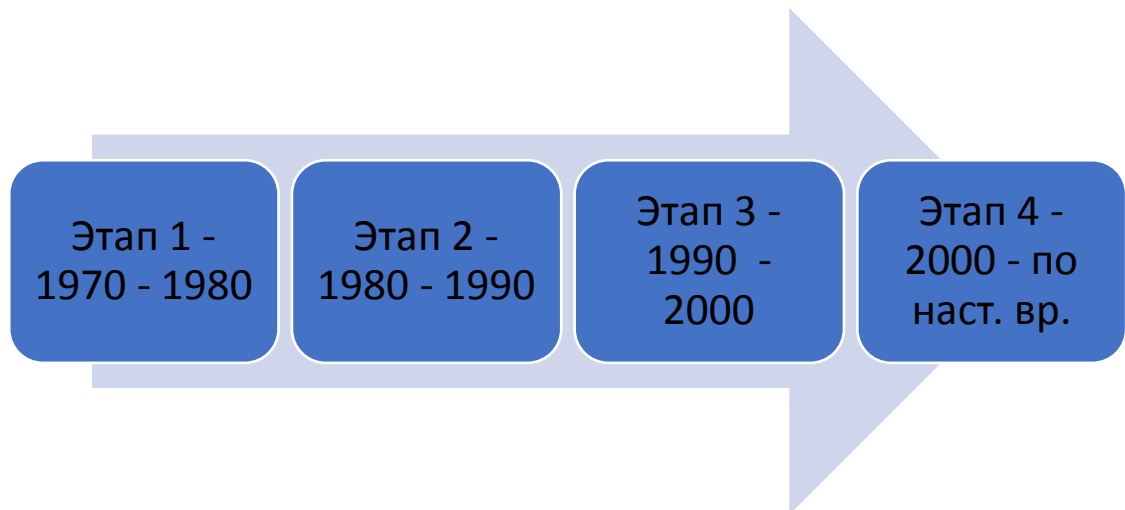 Этап 1 -
1970 - 1980
Этап 2 -
1980 - 1990
Этап 3 -
1990 -
2000
Этап 4 -
2000 - по
наст. вр.